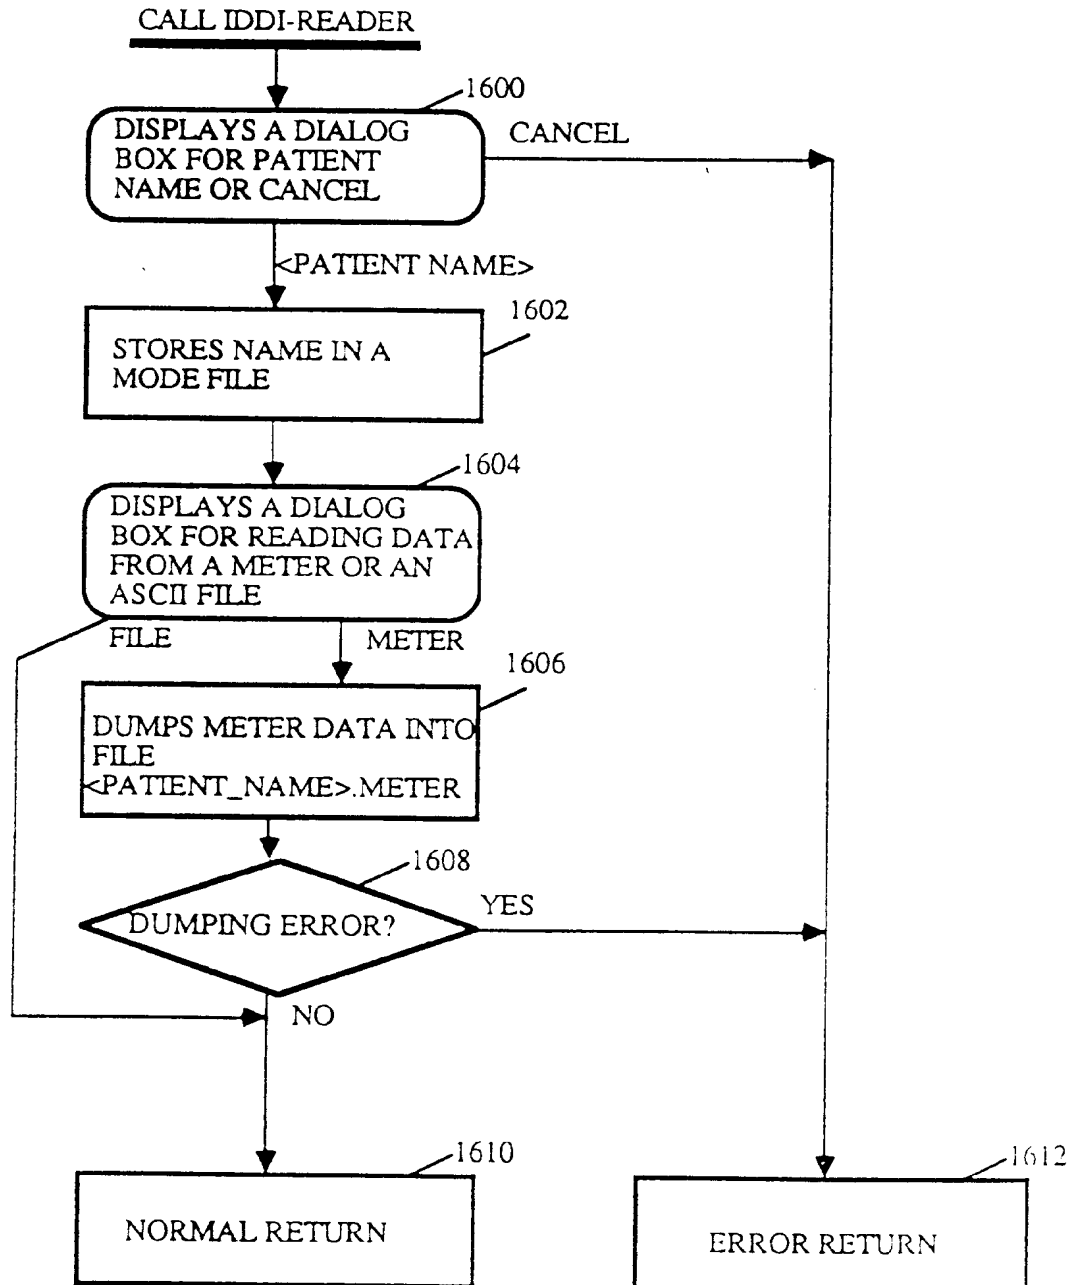 CALL IDDI-READER
1600
DISPLAYS A DIALOG
BOX FOR PATIENT
NAME OR CANCEL
CANCEL
<PATIENT NAME>
1602
STORES NAME IN A
MODE FILE
1604
DISPLAYS A DIALOG
BOX FOR READING DATA
FROM A METER OR AN
ASCII FILE
FILE
METER
1606
DUMPS METER DATA INTO
FILE
<PATIENT_NAME>.METER
1608
DUMPING ERROR?
YES
NO
1610
NORMAL RETURN
1612
ERROR RETURN